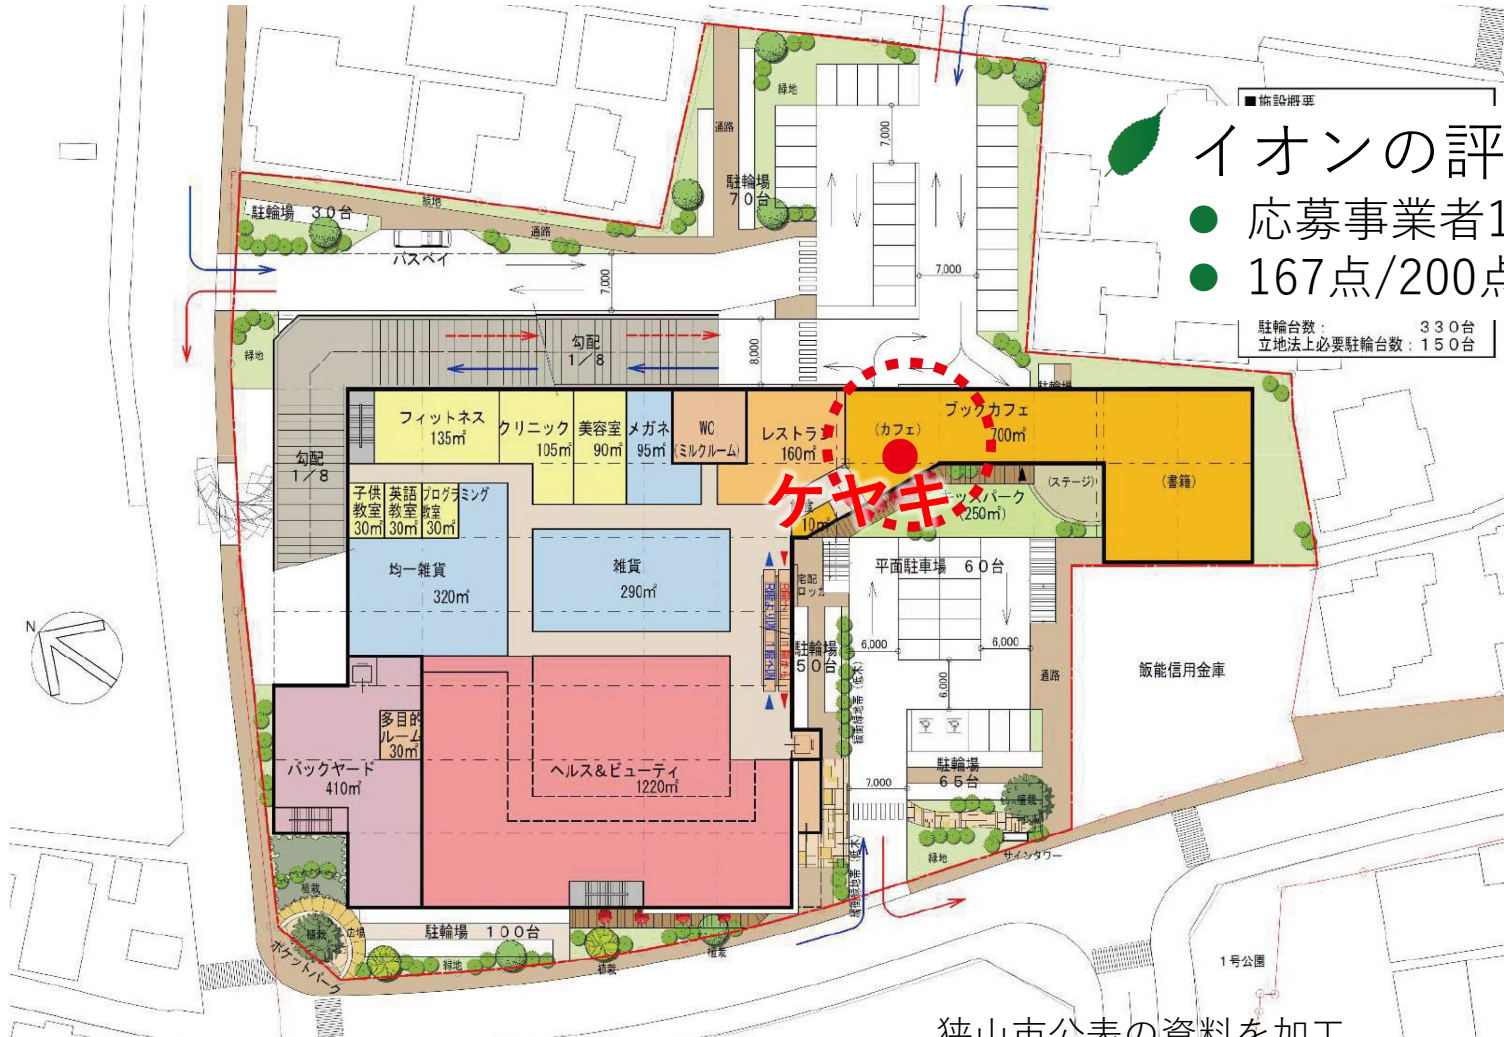 ■施設概要
イオンの評
● 応募事業者1
● 167点/200点
駐輪台数： 330台
立地法上必要駐輪台数：150台
緑地
通路
7,000
駐輪場
70台
駐輪場 30台
緑地
通路
バスベイ
7,000
7,000
緑地
勾配
1/8
8,000
駐輪場
フィットネス
135㎡
クリニック
105㎡
美容室
90㎡
メガネ
95㎡
WC
(ミルクルーム)
レストラン
160㎡
(カフェ)
ブックカフェ
700㎡
勾配
1/8
(ステージ)
(書籍)
ケヤキ
キッズパーク
(250㎡)
子供
教室
30㎡
英語
教室
30㎡
プログラミング
教室
30㎡
10㎡
均一雑貨
320㎡
雑貨
290㎡
宅配
ロッカ
平面駐車場 60台
N
駐輪場
50台
6,000
6,000
通路
飯能信用金庫
6,000
多目的
ルーム
30㎡
バックヤード
410㎡
ヘルス&ビューティ
1220㎡
駐輪場
65台
7,000
植栽
緑地
サインタワー
植栽
植栽
広場
ポケットパーク
駐輪場 100台
緑地
植栽
植栽
1号公園
狭山市公表の資料を加工